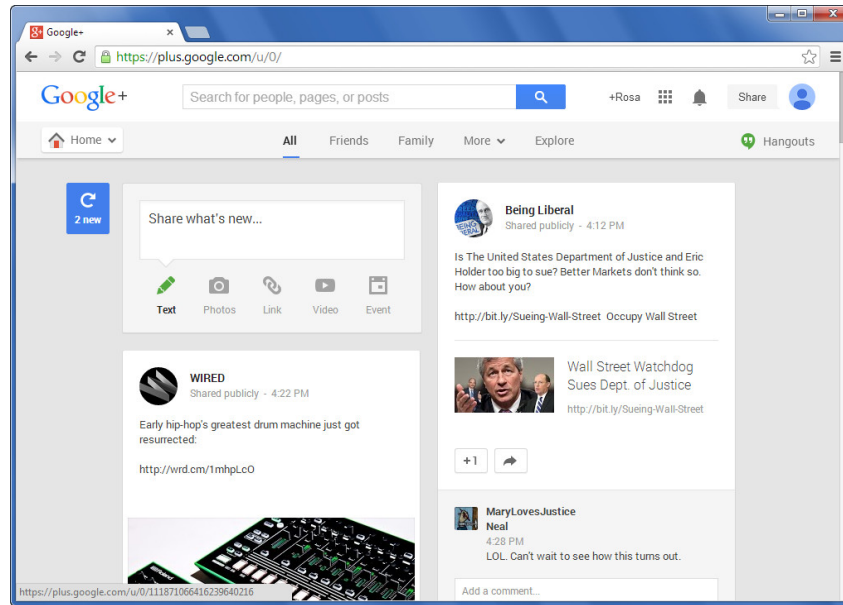 Google+
https://plus.google.com/u/0/
Google+
Search for people, pages, or posts
+Rosa
Share
Home
All
Friends
Family
More
Explore
Hangouts
2 new
Share what's new...
Text
Photos
Link
Video
Event
WIRED
Shared publicly - 4:22 PM
Early hip-hop's greatest drum machine just got
resurrected:
http://wrd.cm/1mhpLcO
Roland
Being Liberal
Shared publicly - 4:12 PM
Is The United States Department of Justice and Eric
Holder too big to sue? Better Markets don't think so.
How about you?
http://bit.ly/Sueing-Wall-Street Occupy Wall Street
Wall Street Watchdog
Sues Dept. of Justice
http://bit.ly/Sueing-Wall-Street
+1
MaryLovesJustice
Neal
4:28 PM
LOL. Can't wait to see how this turns out.
Add a comment...
https://plus.google.com/u/0/111871066416239640216